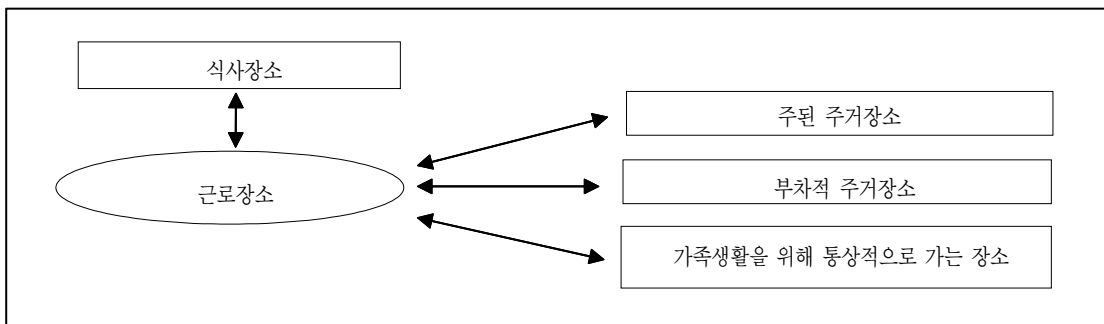 식사장소
주된 주거장소
근로장소
부차적 주거장소
가족생활을 위해 통상적으로 가는 장소